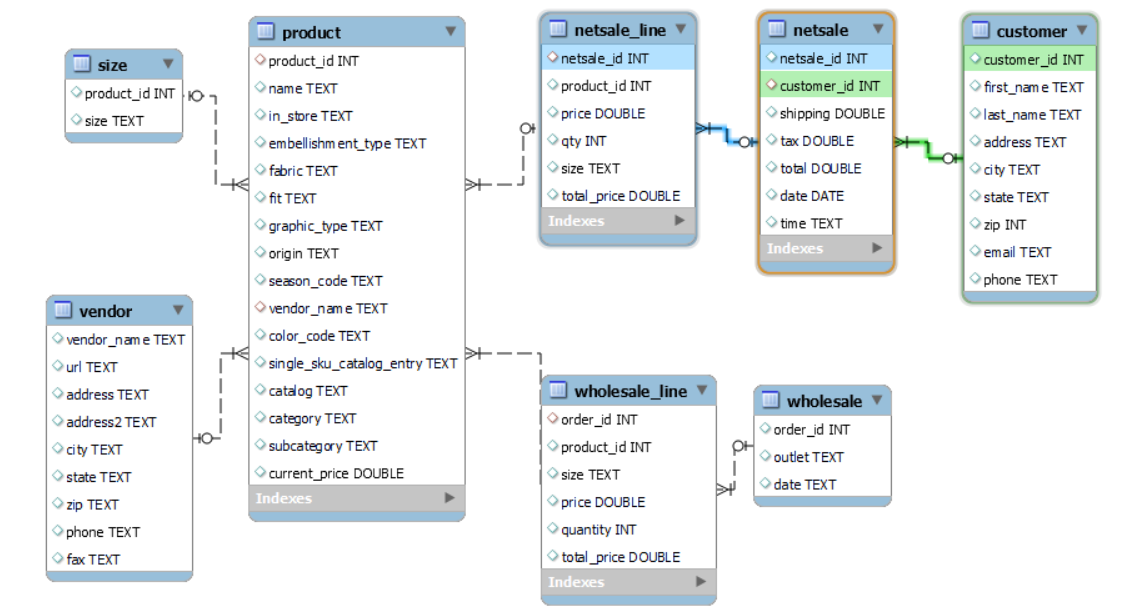 size
product_id INT
size TEXT
product
product_id INT
name TEXT
in_store TEXT
embellishment_type TEXT
fabric TEXT
fit TEXT
graphic_type TEXT
origin TEXT
season_code TEXT
vendor_name TEXT
color_code TEXT
single_sku_catalog_entry TEXT
catalog TEXT
category TEXT
subcategory TEXT
current_price DOUBLE
Indexes
netsale_line
netsale_id INT
product_id INT
price DOUBLE
qty INT
size TEXT
total_price DOUBLE
Indexes
netsale
netsale_id INT
customer_id INT
shipping DOUBLE
tax DOUBLE
total DOUBLE
date DATE
time TEXT
Indexes
customer
customer_id INT
first_name TEXT
last_name TEXT
address TEXT
city TEXT
state TEXT
zip INT
email TEXT
phone TEXT
vendor
vendor_name TEXT
url TEXT
address TEXT
address2 TEXT
city TEXT
state TEXT
zip TEXT
phone TEXT
fax TEXT
wholesale_line
order_id INT
product_id INT
size TEXT
price DOUBLE
quantity INT
total_price DOUBLE
Indexes
wholesale
order_id INT
outlet TEXT
date TEXT